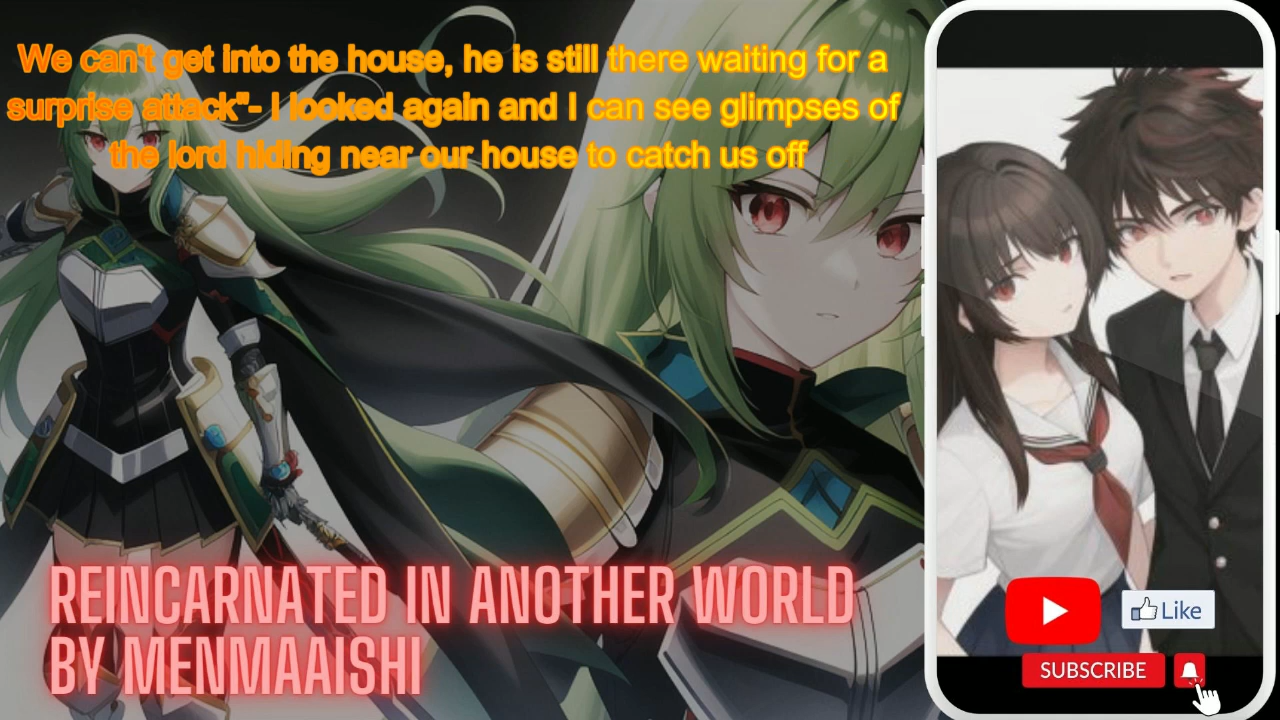 We can't get into the house, he is still there waiting for a
surprise attack"- I looked again and I can see glimpses of
the lord hiding near our house to catch us off
REINCARNATED IN ANOTHER WORLD
BY MENMAAISHI
Like
SUBSCRIBE